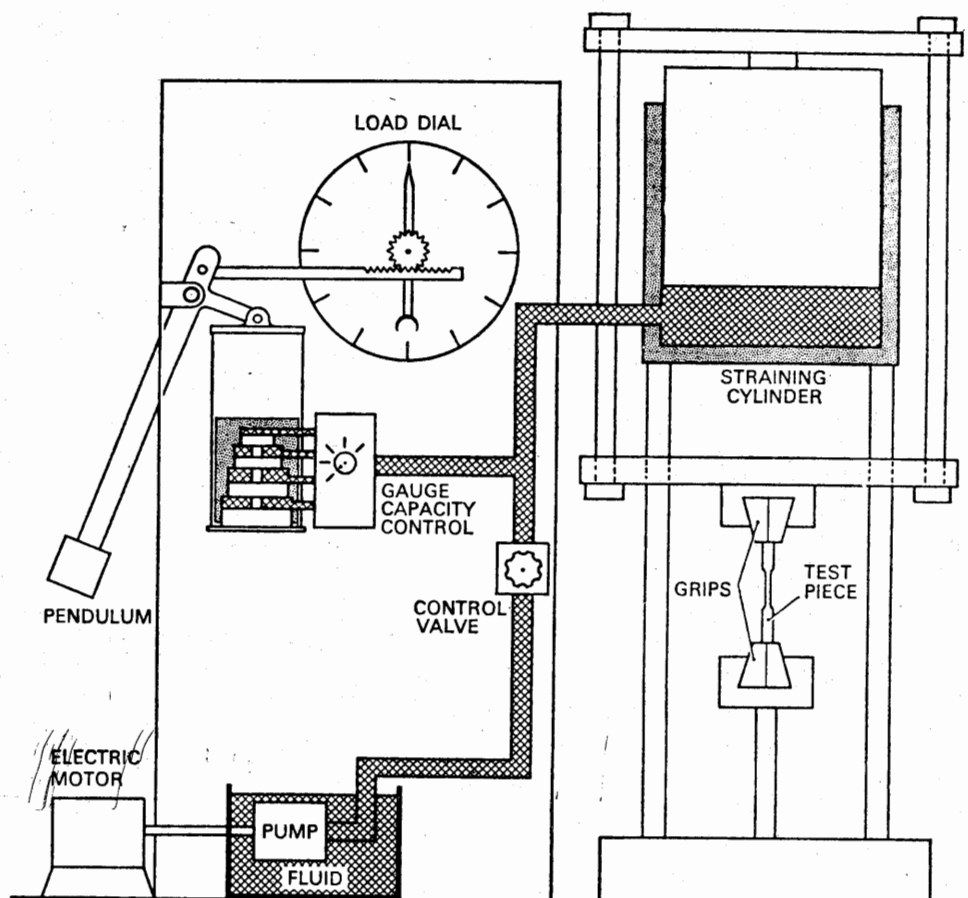 LOAD DIAL
STRAINING
CYLINDER
GAUGE
CAPACITY
CONTROL
GRIPS
TEST
PIECE
PENDULUM
CONTROL
VALVE
ELECTRIC
MOTOR
PUMP
FLUID